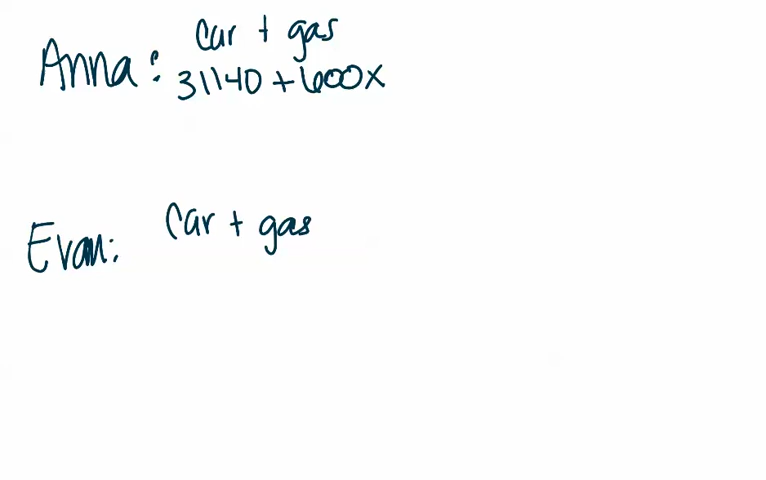 car + gas
Anna: 31140 + 600x
Evan: car + gas